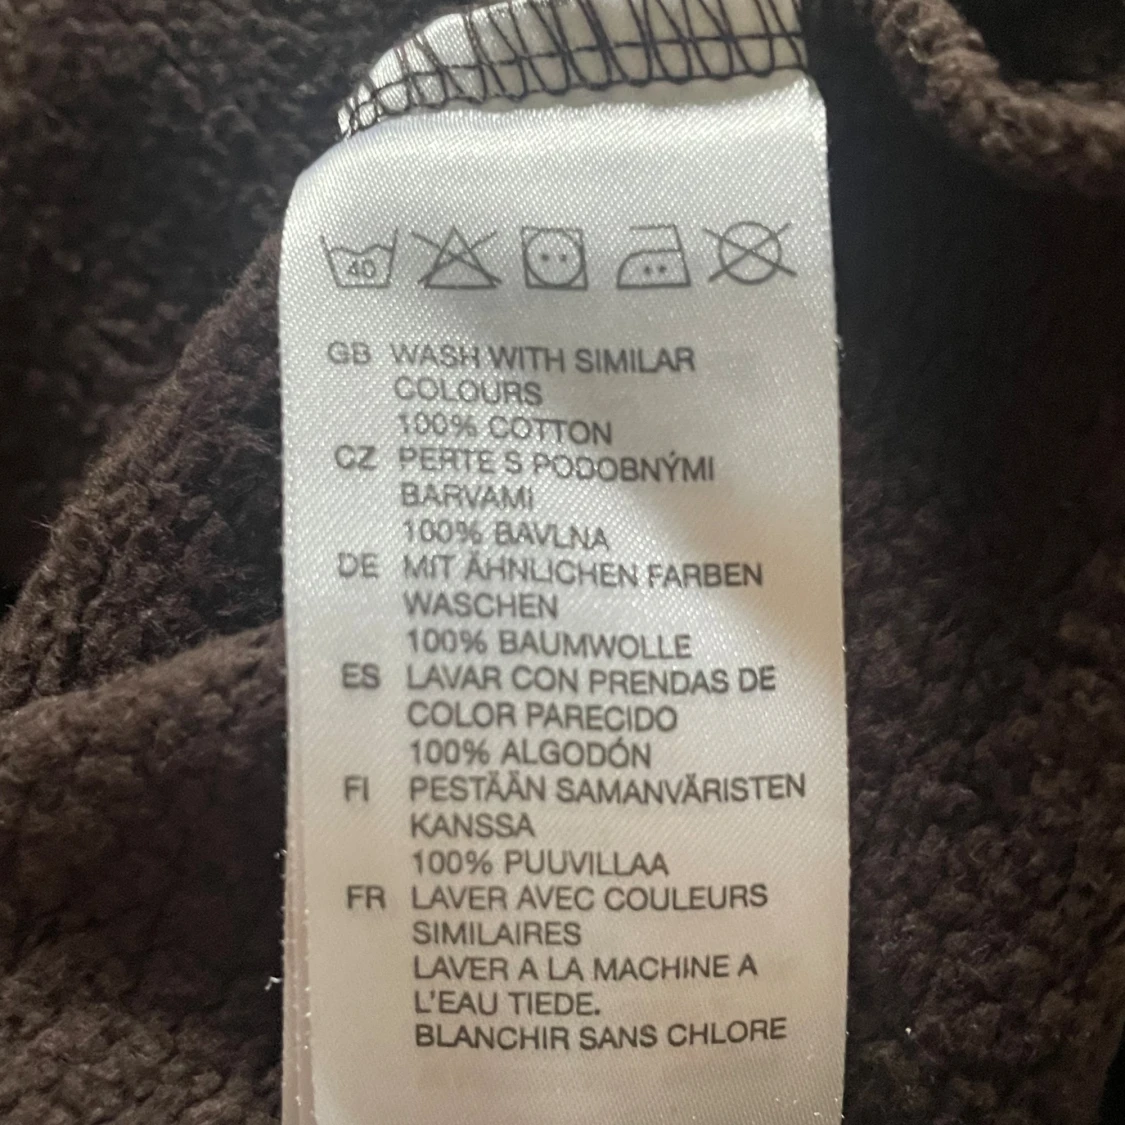 40
GB WASH WITH SIMILAR
COLOURS
100% COTTON
CZ PERTE S PODOBNÝMI
BARVAMI
100% BAVLNA
DE MIT ÄHNLICHEN FARBEN
WASCHEN
100% BAUMWOLLE
ES LAVAR CON PRENDAS DE
COLOR PARECIDO
100% ALGODÓN
FI PESTÄÄN SAMANVÄRISTEN
KANSSA
100% PUUVILLAA
FR LAVER AVEC COULEURS
SIMILAIRES
LAVER A LA MACHINE A
L'EAU TIEDE.
BLANCHIR SANS CHLORE